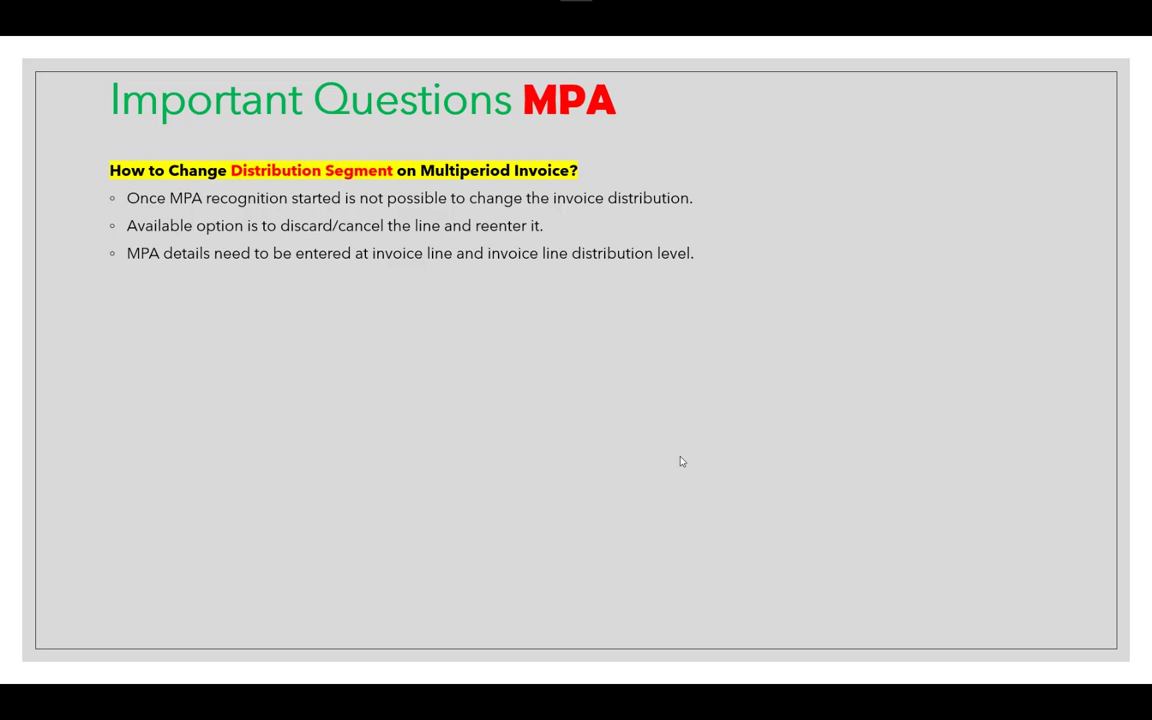 Important Questions MPA
How to Change Distribution Segment on Multiperiod Invoice?
Once MPA recognition started is not possible to change the invoice distribution.
Available option is to discard/cancel the line and reenter it.
MPA details need to be entered at invoice line and invoice line distribution level.